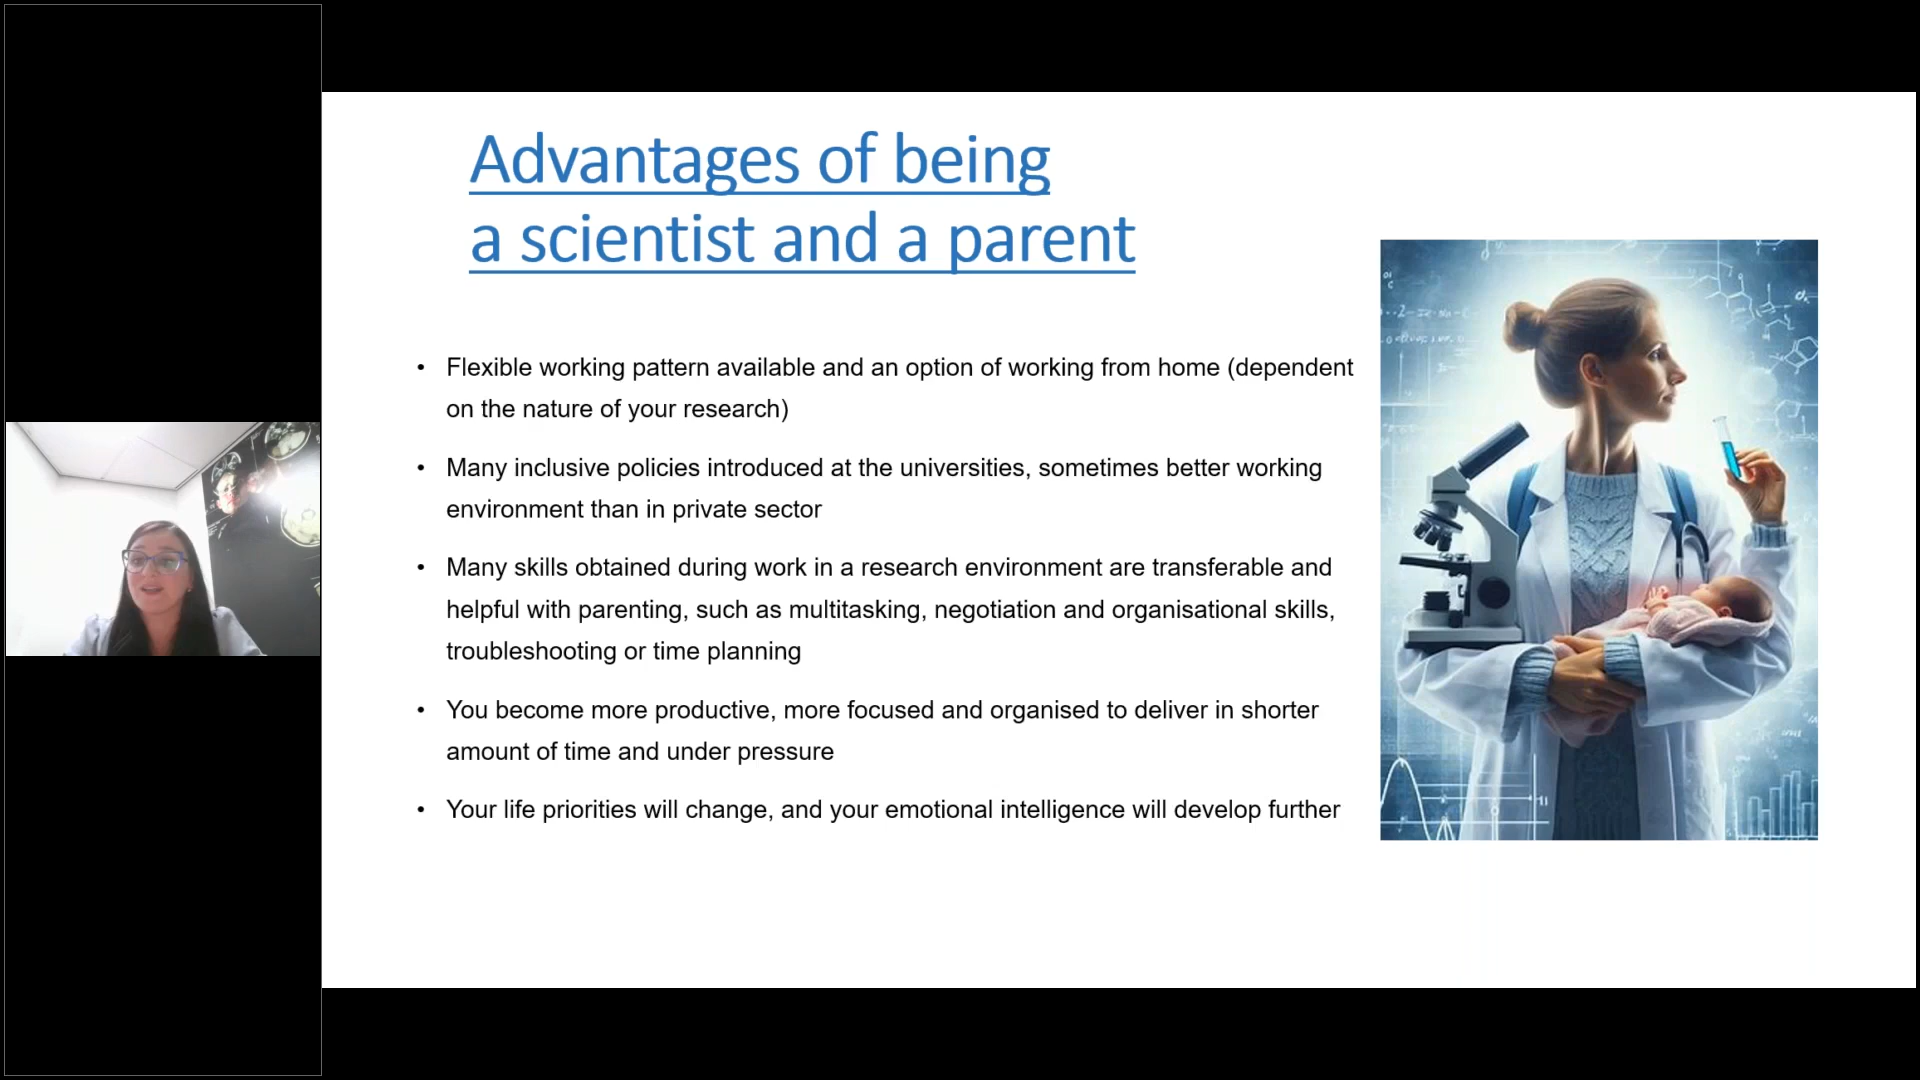 Advantages of being
a scientist and a parent
• Flexible working pattern available and an option of working from home (dependent
on the nature of your research)
• Many inclusive policies introduced at the universities, sometimes better working
environment than in private sector
• Many skills obtained during work in a research environment are transferable and
helpful with parenting, such as multitasking, negotiation and organisational skills,
troubleshooting or time planning
• You become more productive, more focused and organised to deliver in shorter
amount of time and under pressure
• Your life priorities will change, and your emotional intelligence will develop further